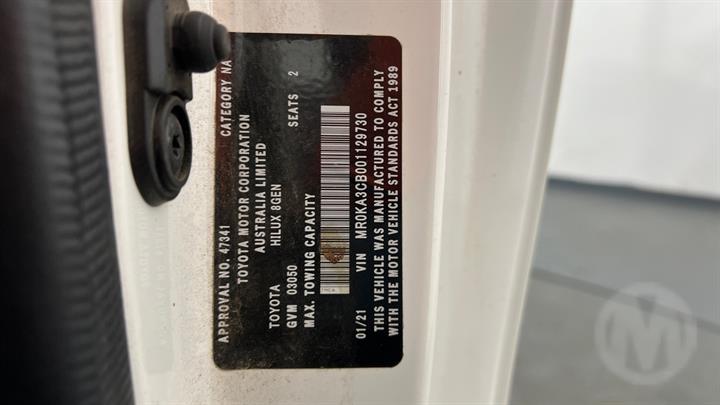 APPROVAL NO. 47341 CATEGORY NA
TOYOTA MOTOR CORPORATION
AUSTRALIA LIMITED
TOYOTA HILUX 8GEN
GVM 03050 SEATS 2
MAX. TOWING CAPACITY
01/21 VIN MR0KA3CB001129730
THIS VEHICLE WAS MANUFACTURED TO COMPLY
WITH THE MOTOR VEHICLE STANDARDS ACT 1989
M